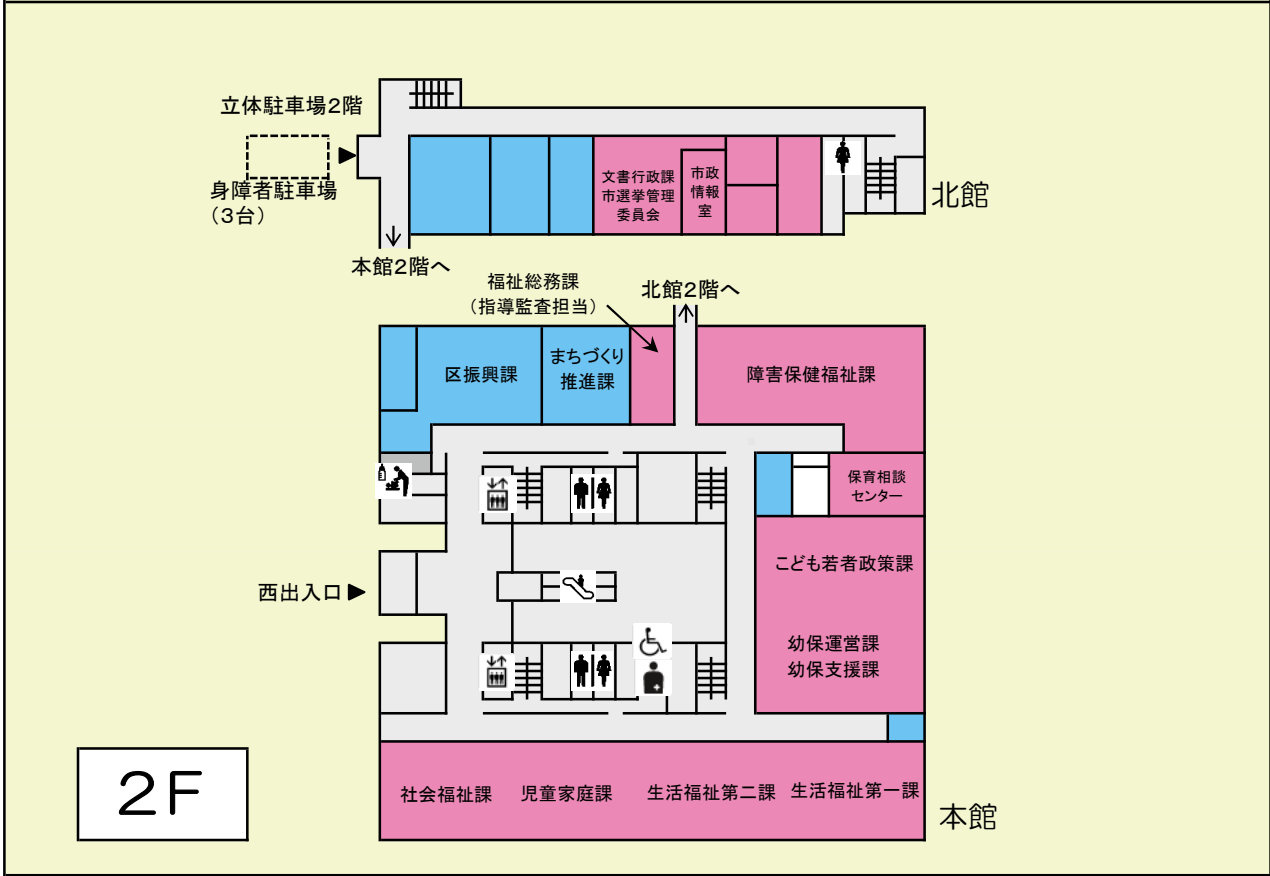 立体駐車場2階
身障者駐車場
（3台）
文書行政課
市選挙管理
委員会
市政
情報
室
北館
本館2階へ
福祉総務課
（指導監査担当）
北館2階へ
区振興課
まちづくり
推進課
障害保健福祉課
保育相談
センター
こども若者政策課
西出入口
幼保運営課
幼保支援課
社会福祉課
児童家庭課
生活福祉第二課
生活福祉第一課
本館
2F